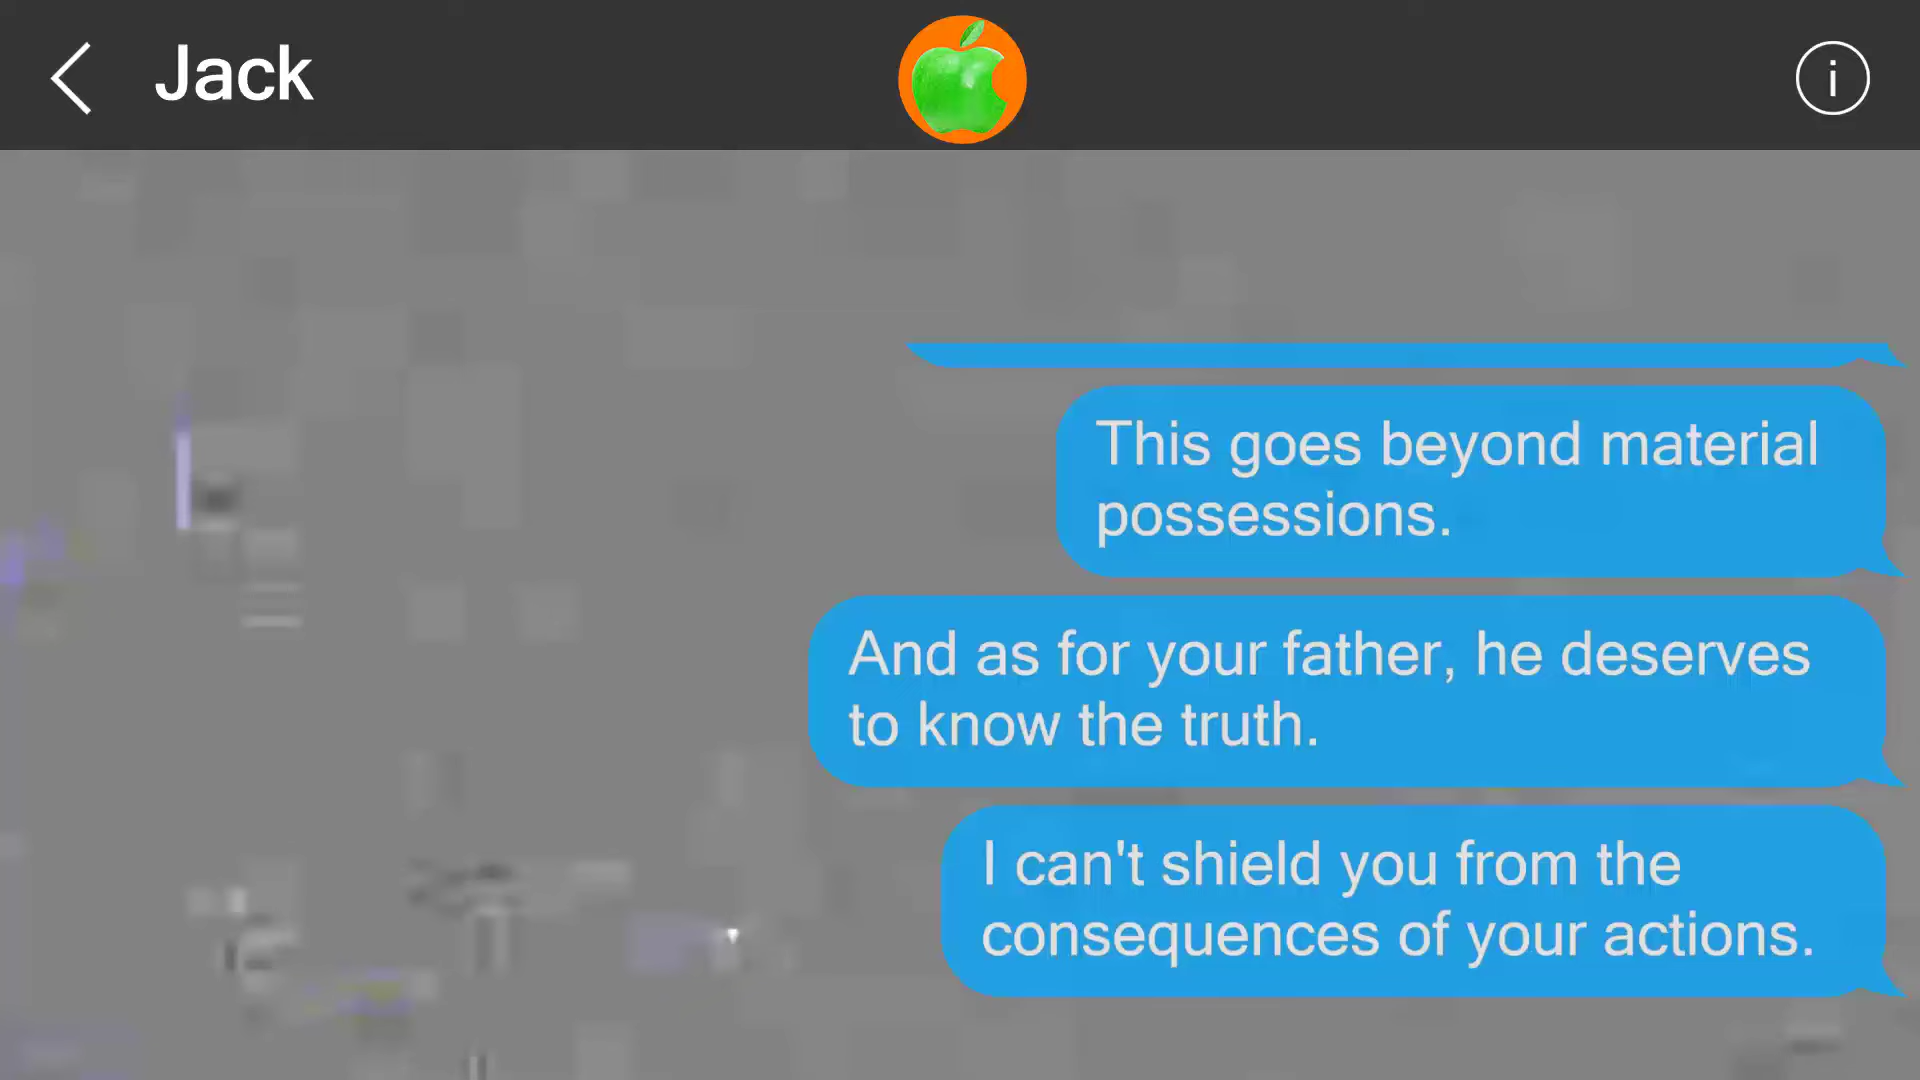 Jack
This goes beyond material
possessions.
And as for your father, he deserves
to know the truth.
I can't shield you from the
consequences of your actions.